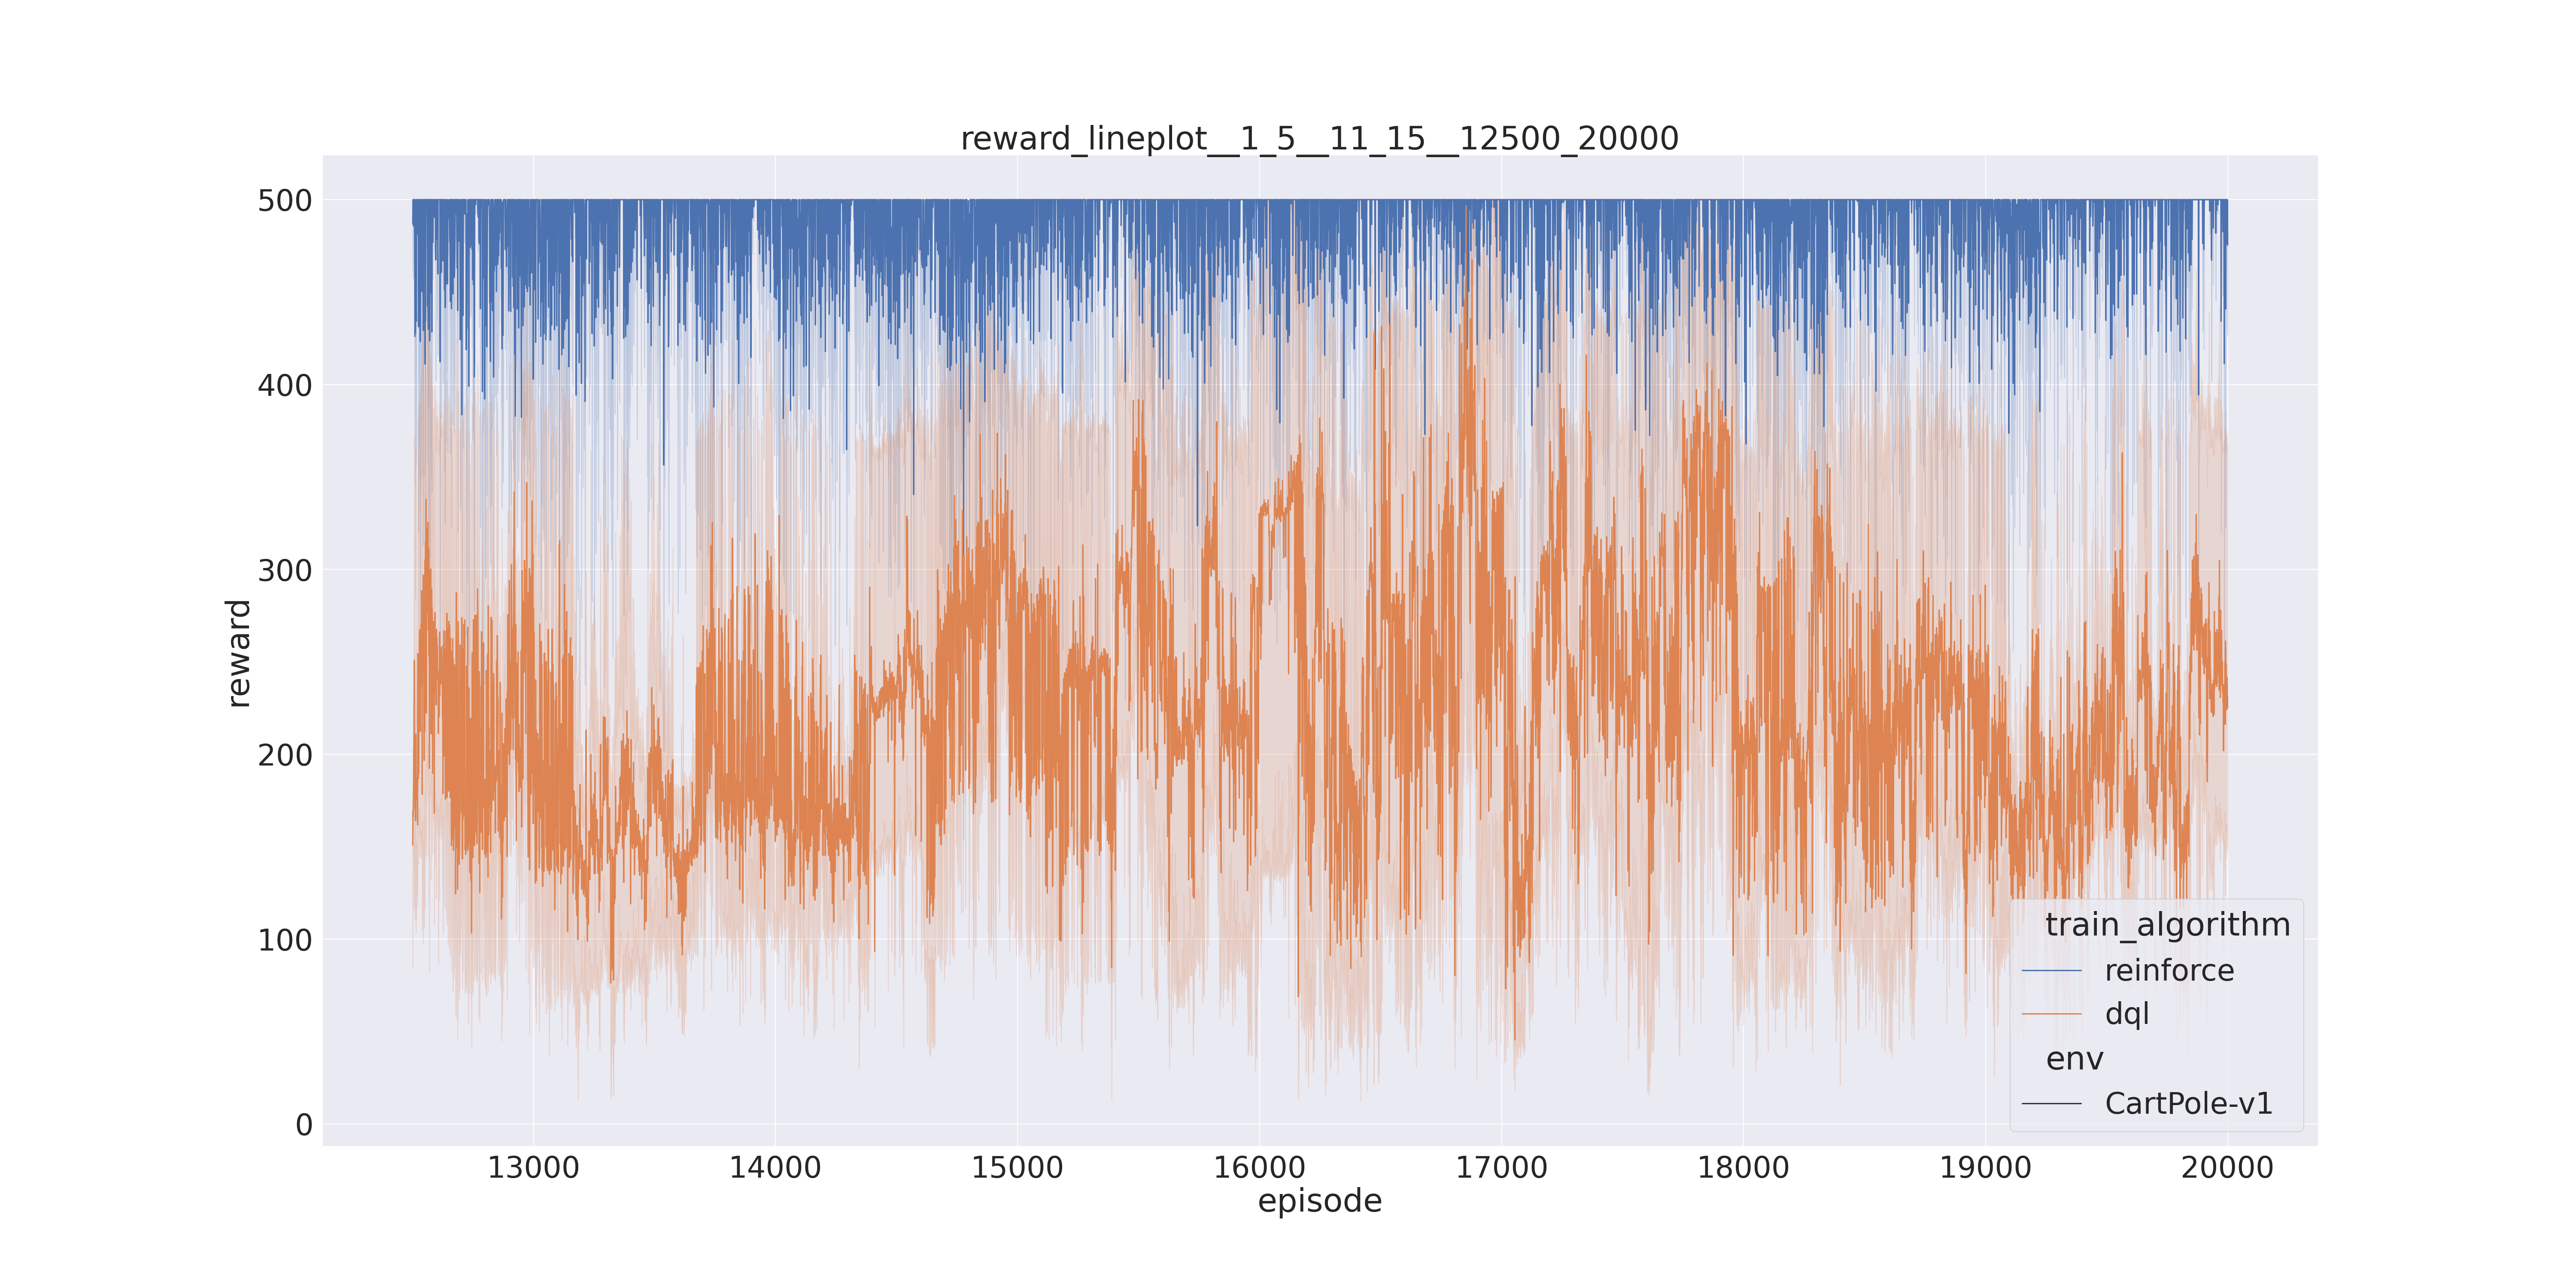 reward_lineplot__1_5__11_15__12500_20000
500
400
300
200
100
0
reward
13000 14000 15000 16000 17000 18000 19000 20000
episode
train_algorithm
reinforce
dql
env
CartPole-v1